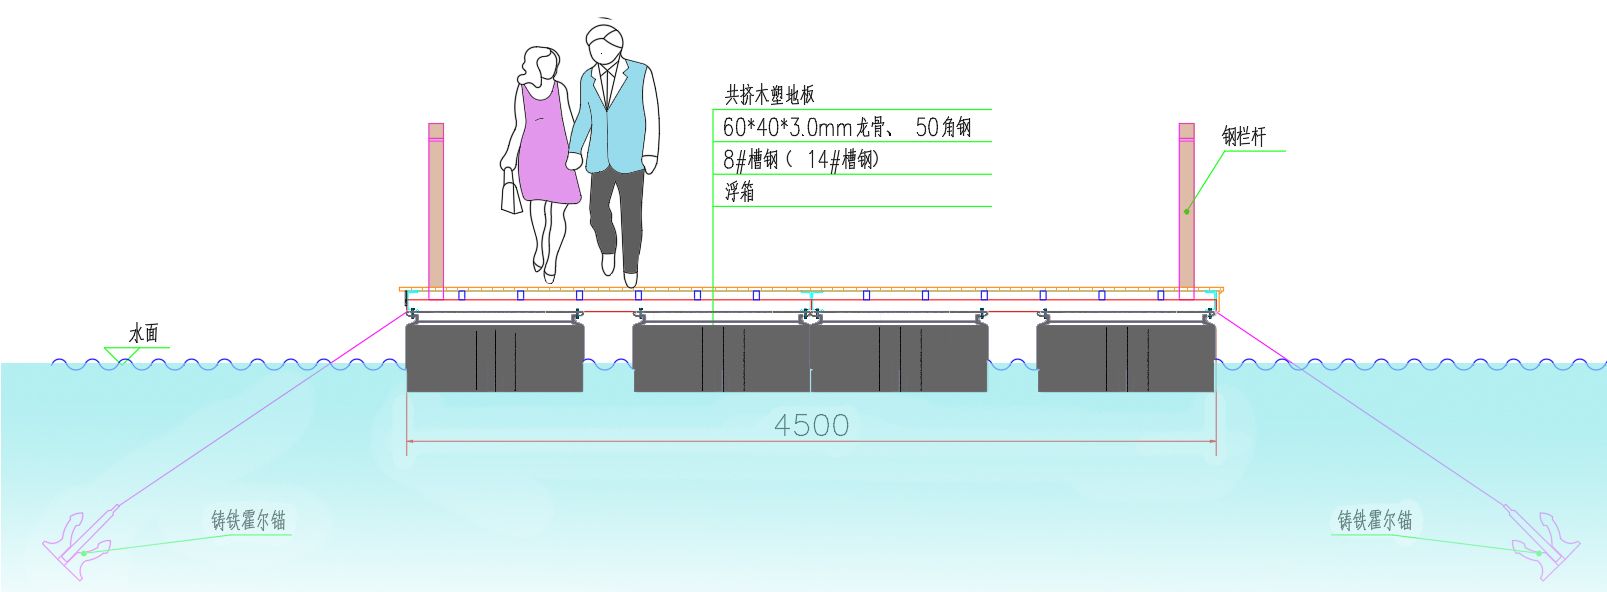 共挤木塑地板
60*40*3.0mm龙骨、 50角钢
8#槽钢( 14#槽钢)
浮箱
钢栏杆
水面
4500
铸铁霍尔锚
铸铁霍尔锚